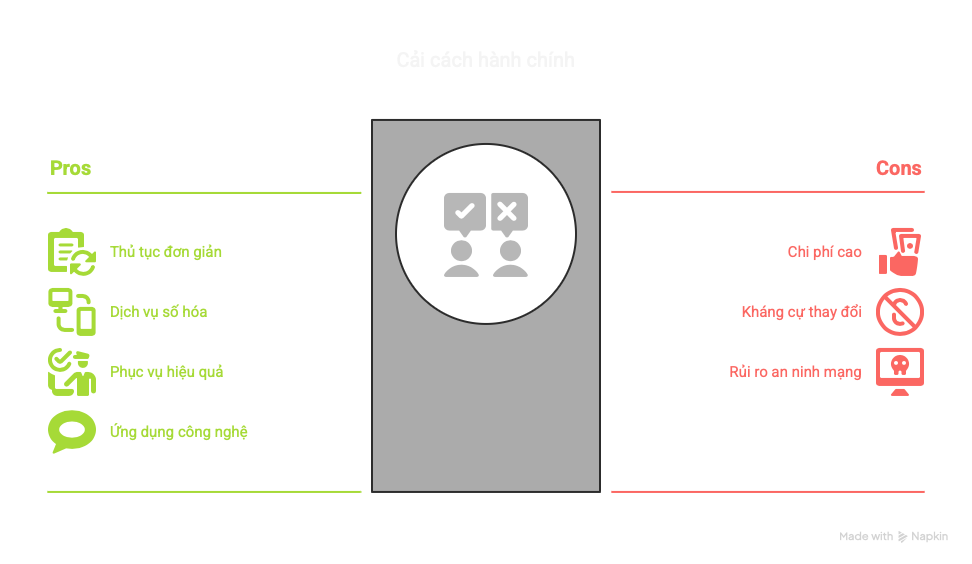 Cải cách hành chính
Pros
Thủ tục đơn giản
Dịch vụ số hóa
Phục vụ hiệu quả
Ứng dụng công nghệ
Cons
Chi phí cao
Kháng cự thay đổi
Rủi ro an ninh mạng
Made with Napkin